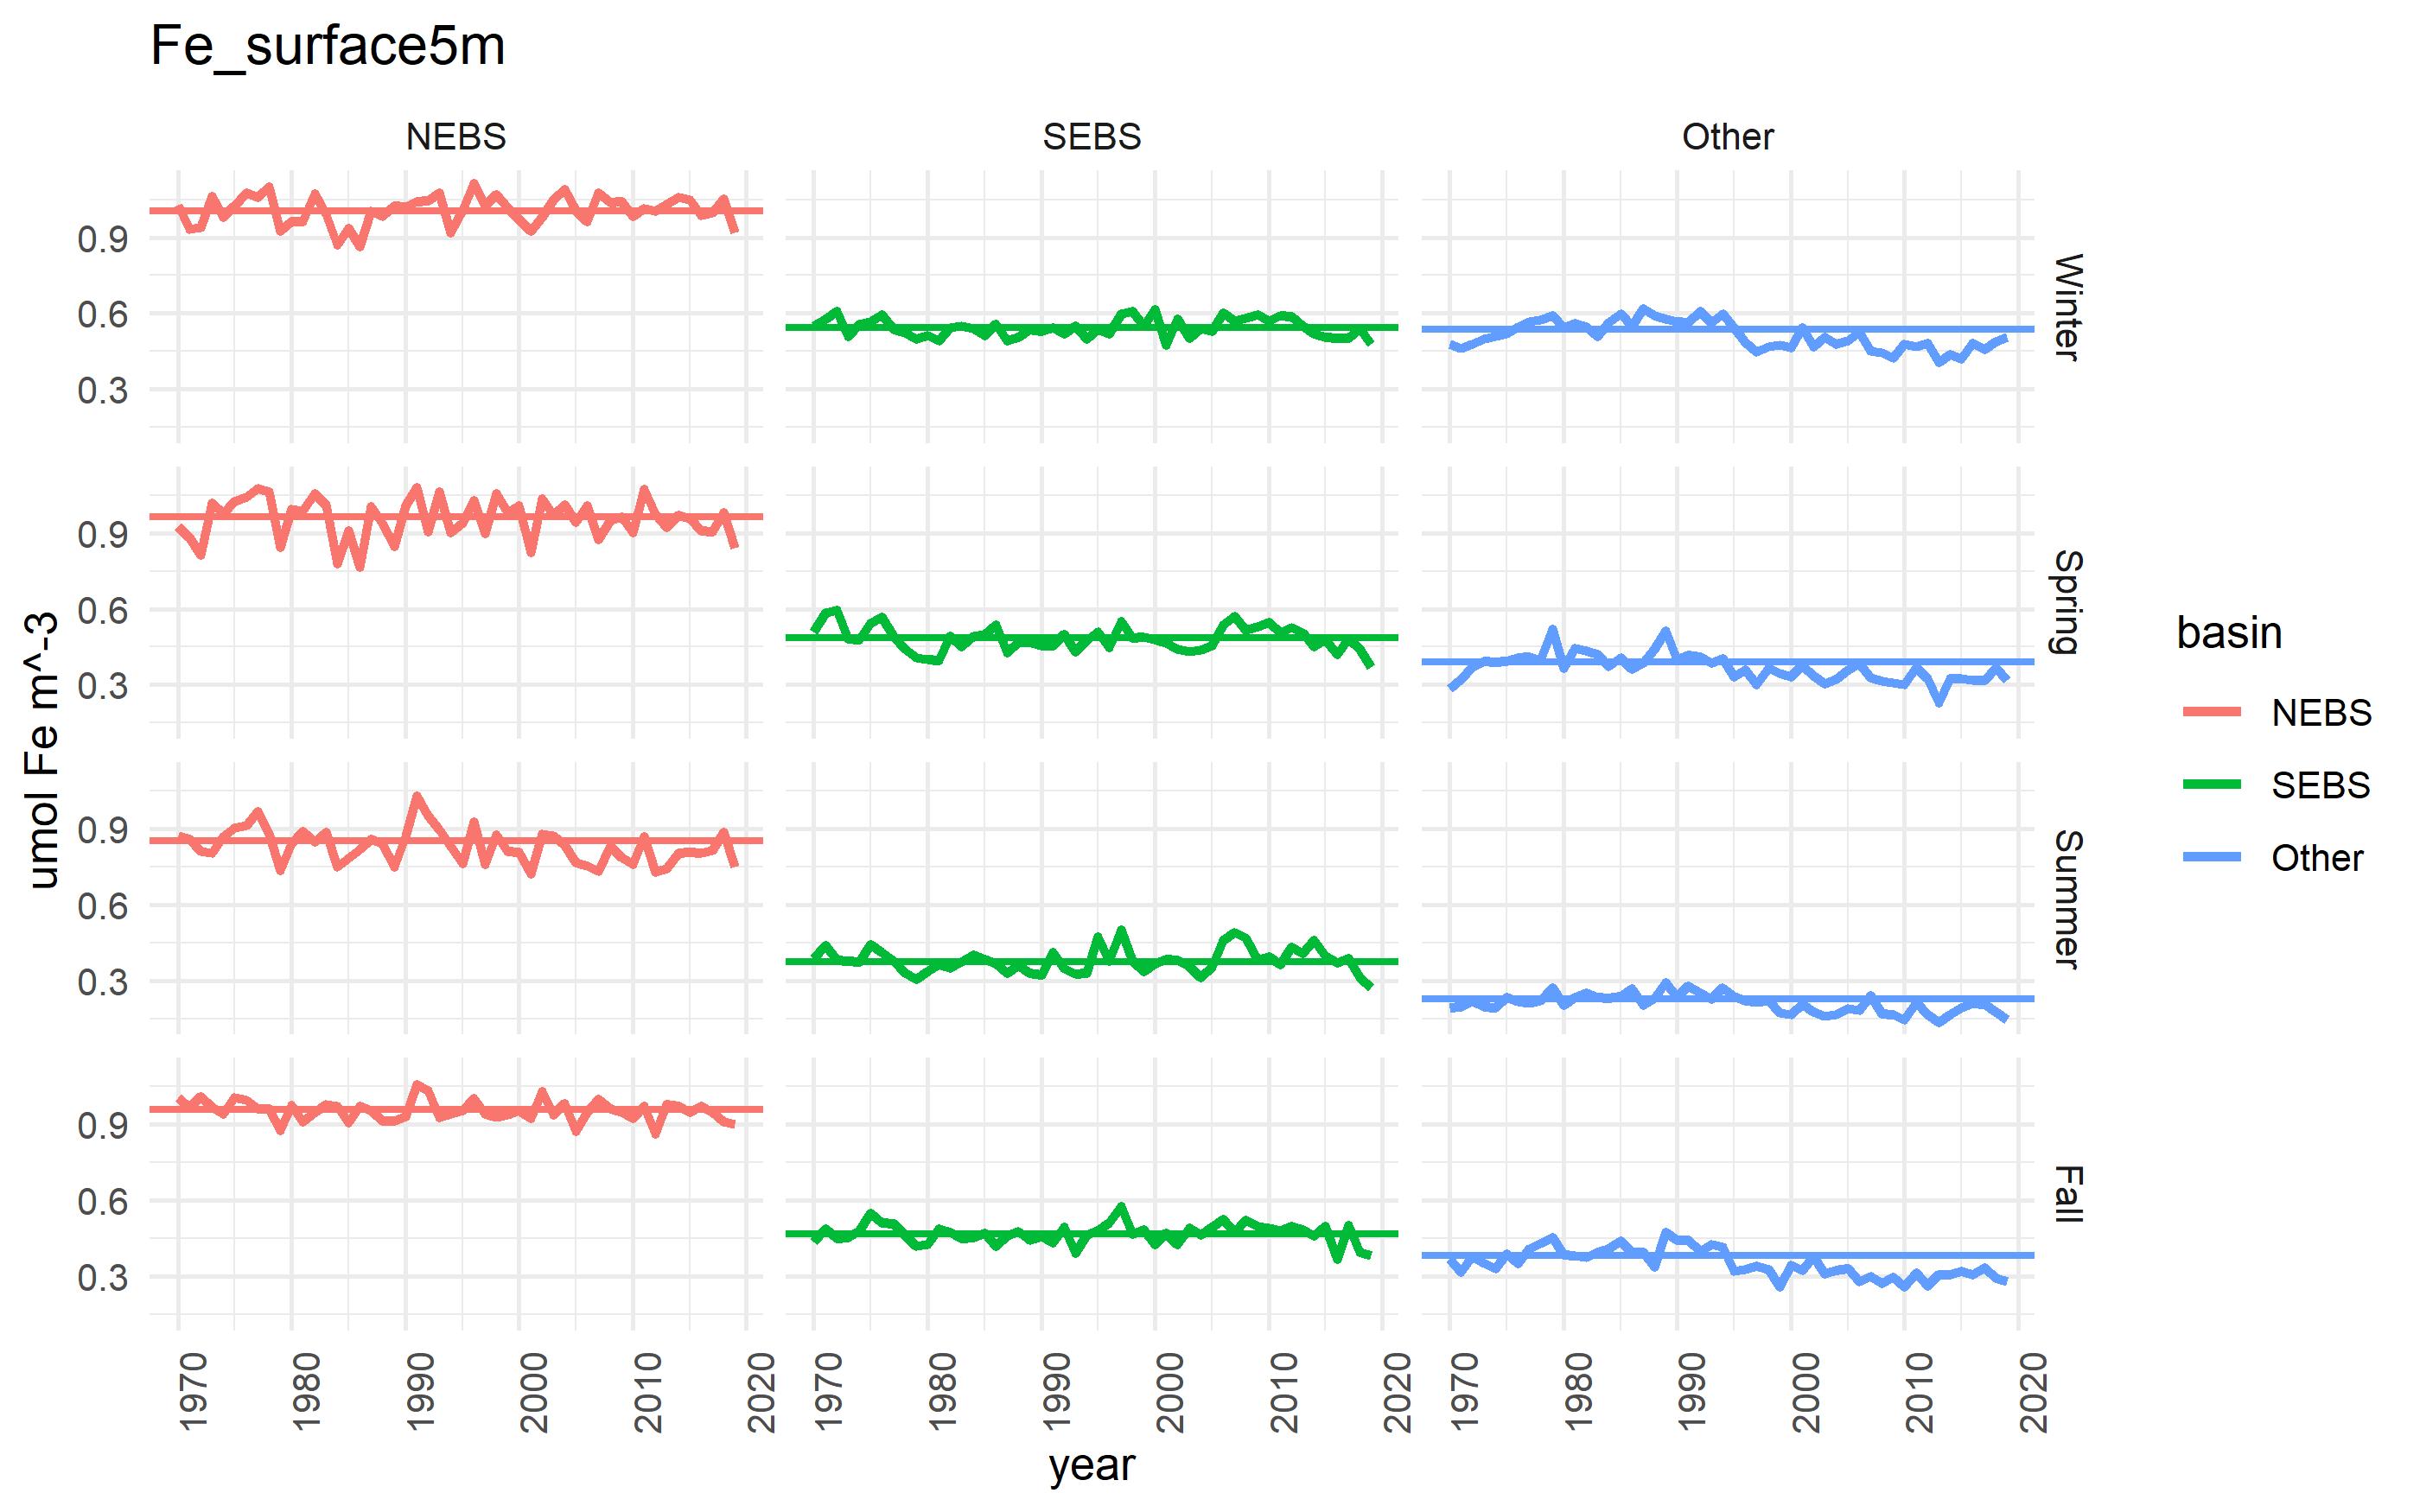 Fe_surface5m
NEBS
SEBS
Other
0.9
0.6
0.3
Winter
0.9
0.6
0.3
Spring
0.9
0.6
0.3
Summer
0.9
0.6
0.3
Fall
umol Fe m^-3
1970 1980 1990 2000 2010 2020
1970 1980 1990 2000 2010 2020
1970 1980 1990 2000 2010 2020
year
basin
NEBS
SEBS
Other